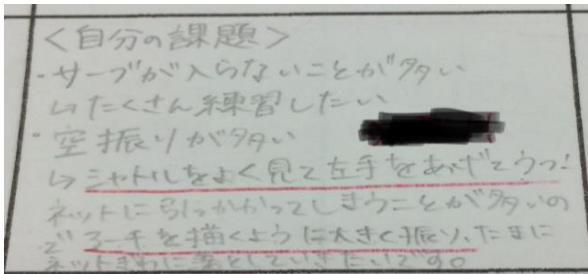 <自分の課題>
・サーブが入らないことが多い
↳たくさん練習したい
・空振りが多い
↳シャトルをよく見て左手をあげてうつ!
ネットに引っかかってしまうことが多いの
で アーチを描くように大きく振り、たまに
ネットぎわに落としていきたいです。